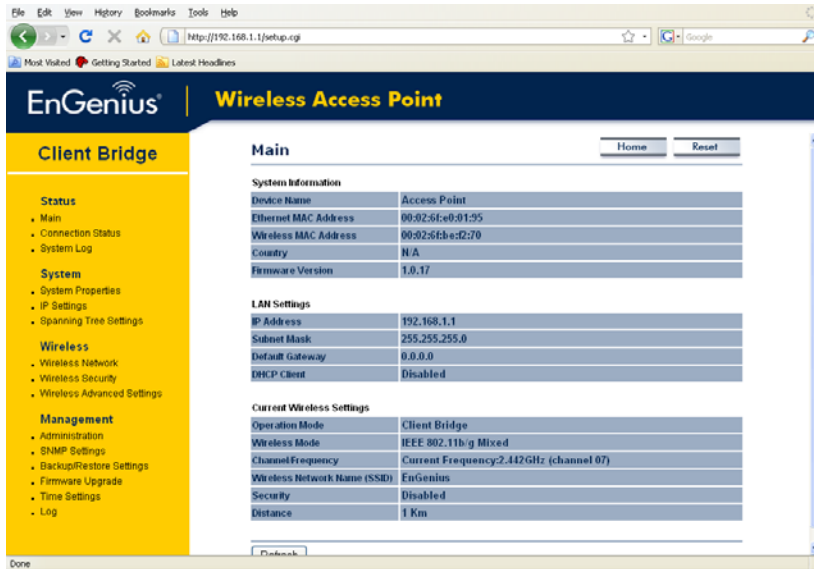 File Edit View History Bookmarks Tools Help
http://192.168.1.1/setup.cgi
Google
Most Visited Getting Started Latest Headlines
EnGenius® Wireless Access Point
Client Bridge
Status
Main
Connection Status
System Log
System
System Properties
IP Settings
Spanning Tree Settings
Wireless
Wireless Network
Wireless Security
Wireless Advanced Settings
Management
Administration
SNMP Settings
Backup/Restore Settings
Firmware Upgrade
Time Settings
Log
Main Home Reset
System Information
Device Name Access Point
Ethernet MAC Address 00:02:6f:e0:01:95
Wireless MAC Address 00:02:6f:be:f2:70
Country N/A
Firmware Version 1.0.17
LAN Settings
IP Address 192.168.1.1
Subnet Mask 255.255.255.0
Default Gateway 0.0.0.0
DHCP Client Disabled
Current Wireless Settings
Operation Mode Client Bridge
Wireless Mode IEEE 802.11b/g Mixed
Channel/Frequency Current Frequency:2.442GHz (channel 07)
Wireless Network Name (SSID) EnGenius
Security Disabled
Distance 1 Km
Refresh
Done